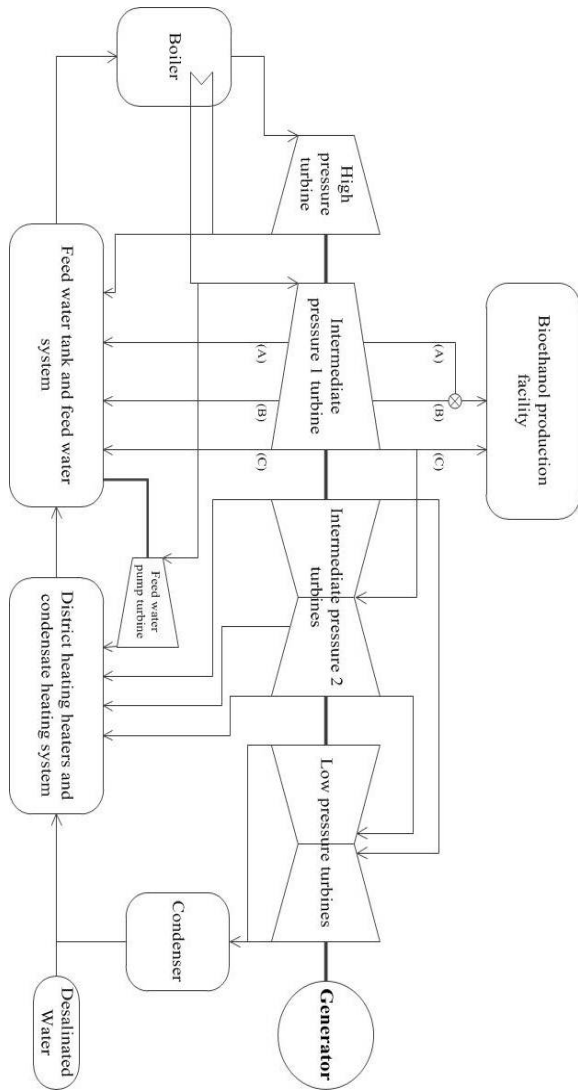 Boiler
High
pressure
turbine
Bioethanol production
facility
Intermediate
pressure 1 turbine
(A)
(B)
(C)
(A)
(B)
(C)
Feed water tank and feed water
system
Feed water
pump turbine
Intermediate pressure 2
turbines
District heating heaters and
condensate heating system
Low pressure turbines
Condenser
Generator
Desalinated
Water